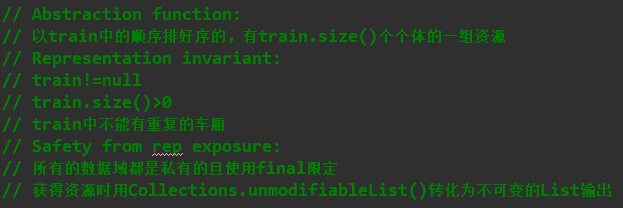 // Abstraction function:
// 以train中的顺序排好序的，有train.size()个个体的一组资源
// Representation invariant:
// train!=null
// train.size()>0
// train中不能有重复的车厢
// Safety from rep exposure:
// 所有的数据域都是私有的且使用final限定
// 获得资源时用Collections.unmodifiableList()转化为不可变的List输出